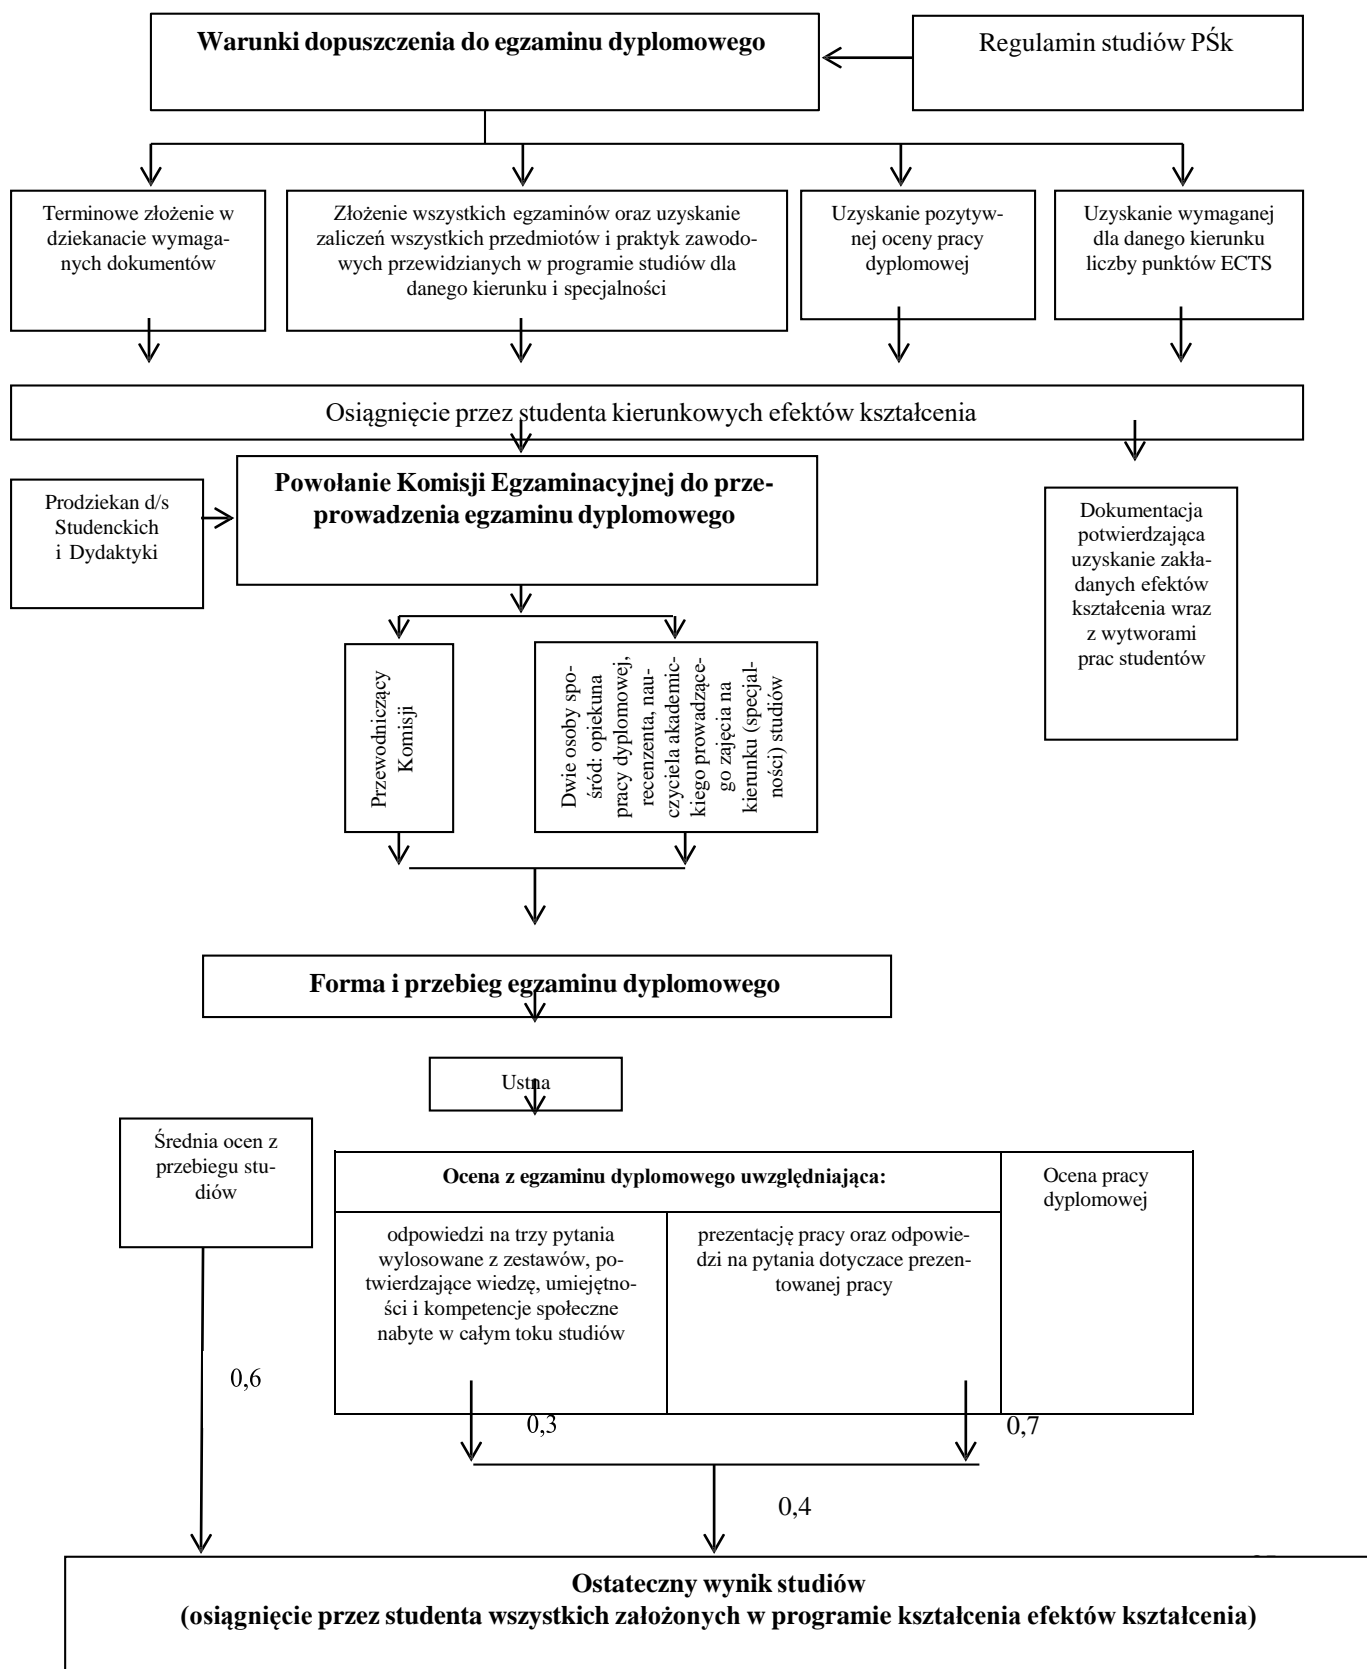 Warunki dopuszczenia do egzaminu dyplomowego
Regulamin studiów PŚk
Terminowe złożenie w
dziekanacie wymaga-
nych dokumentów
Złożenie wszystkich egzaminów oraz uzyskanie
zaliczeń wszystkich przedmiotów i praktyk zawodo-
wych przewidzianych w programie studiów dla
danego kierunku i specjalności
Uzyskanie pozytyw-
nej oceny pracy
dyplomowej
Uzyskanie wymaganej
dla danego kierunku
liczby punktów ECTS
Osiągnięcie przez studenta kierunkowych efektów kształcenia
Prodziekan d/s
Studenckich
i Dydaktyki
Powołanie Komisji Egzaminacyjnej do prze-
prowadzenia egzaminu dyplomowego
Dokumentacja
potwierdzająca
uzyskanie zakła-
danych efektów
kształcenia wraz
z wytworami
prac studentów
Przewodniczący
Komisji
Dwie osoby spo-
śród: opiekuna
pracy dyplomowej,
recenzenta, nau-
czyciela akademic-
kiego prowadzące-
go zajęcia na
kierunku (specjal-
ności) studiów
Forma i przebieg egzaminu dyplomowego
Ustna
Średnia ocen z
przebiegu stu-
diów
Ocena z egzaminu dyplomowego uwzględniająca:
Ocena pracy
dyplomowej
odpowiedzi na trzy pytania
wylosowane z zestawów, po-
twierdzające wiedzę, umiejętno-
ści i kompetencje społeczne
nabyte w całym toku studiów
prezentację pracy oraz odpowie-
dzi na pytania dotyczace prezen-
towanej pracy
0,6
0,3
0,7
0,4
Ostateczny wynik studiów
(osiągnięcie przez studenta wszystkich założonych w programie kształcenia efektów kształcenia)